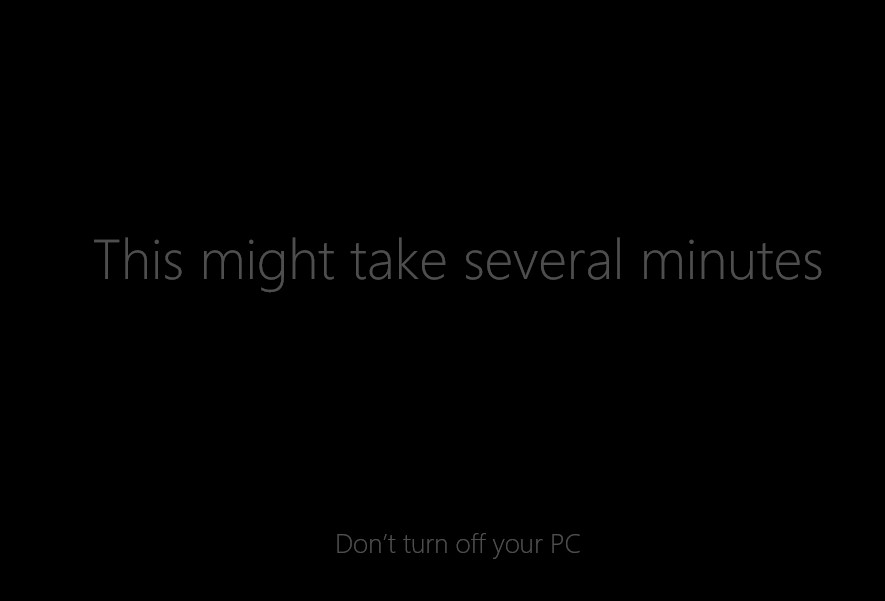 This might take several minutes
Don’t turn off your PC